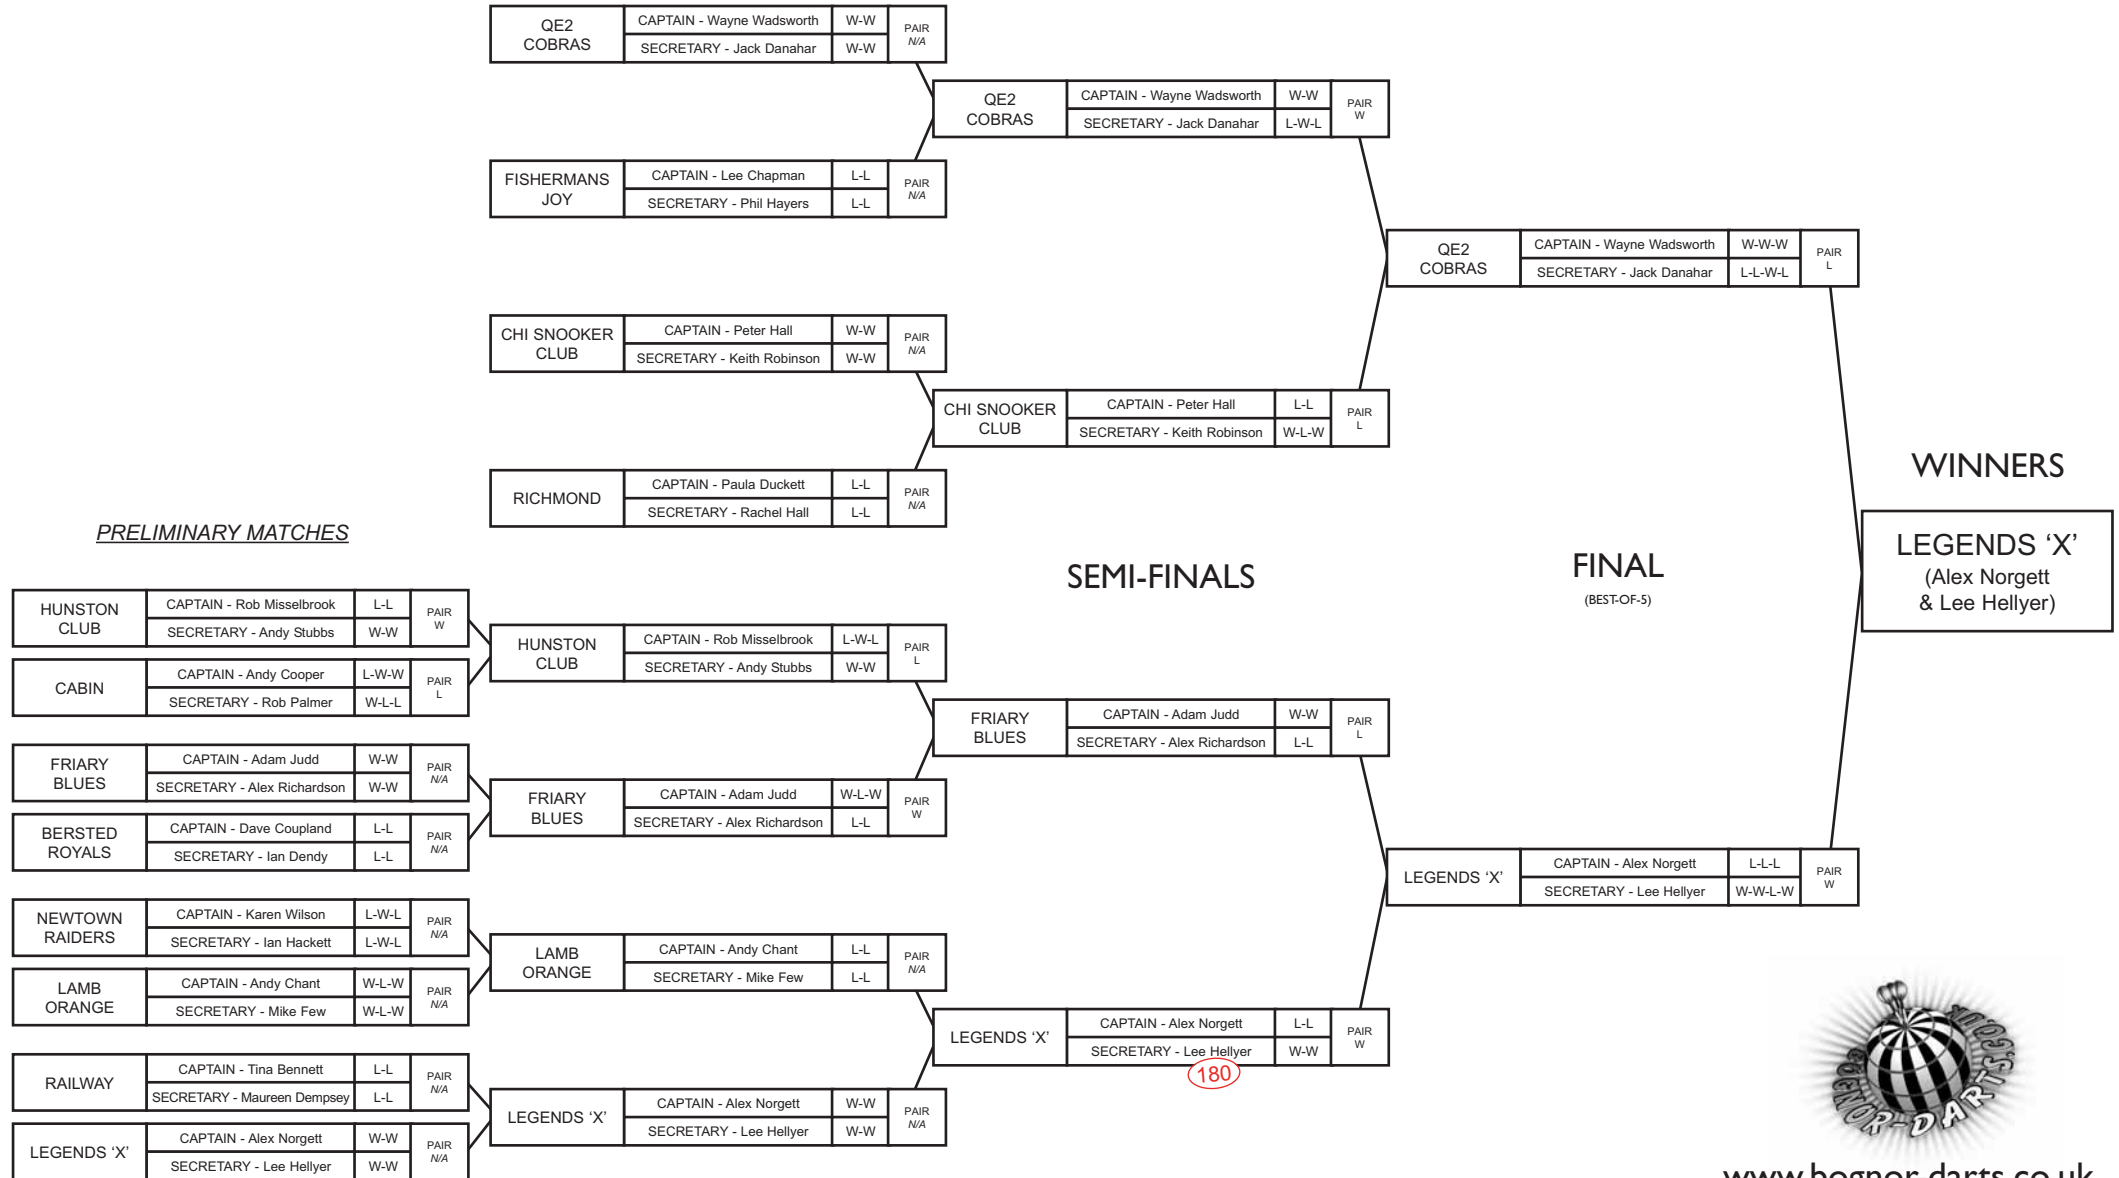 QE2
COBRAS
CAPTAIN - Wayne Wadsworth W-W
SECRETARY - Jack Danahar W-W
PAIR
N/A
FISHERMANS
JOY
CAPTAIN - Lee Chapman L-L
SECRETARY - Phil Hayers L-L
PAIR
N/A
CHI SNOOKER
CLUB
CAPTAIN - Peter Hall W-W
SECRETARY - Keith Robinson W-W
PAIR
N/A
RICHMOND
CAPTAIN - Paula Duckett L-L
SECRETARY - Rachel Hall L-L
PAIR
N/A
PRELIMINARY MATCHES
HUNSTON
CLUB
CAPTAIN - Rob Misselbrook L-L
SECRETARY - Andy Stubbs W-W
PAIR
W
CABIN
CAPTAIN - Andy Cooper L-W-W
SECRETARY - Rob Palmer W-L-L
PAIR
L
FRIARY
BLUES
CAPTAIN - Adam Judd W-W
SECRETARY - Alex Richardson W-W
PAIR
N/A
BERSTED
ROYALS
CAPTAIN - Dave Coupland L-L
SECRETARY - Ian Dendy L-L
PAIR
N/A
NEWTOWN
RAIDERS
CAPTAIN - Karen Wilson L-W-L
SECRETARY - Ian Hackett L-W-L
PAIR
N/A
LAMB
ORANGE
CAPTAIN - Andy Chant W-L-W
SECRETARY - Mike Few W-L-W
PAIR
N/A
RAILWAY
CAPTAIN - Tina Bennett L-L
SECRETARY - Maureen Dempsey L-L
PAIR
N/A
LEGENDS ‘X’
CAPTAIN - Alex Norgett W-W
SECRETARY - Lee Hellyer W-W
PAIR
N/A
HUNSTON
CLUB
CAPTAIN - Rob Misselbrook L-W-L
SECRETARY - Andy Stubbs W-W
PAIR
L
FRIARY
BLUES
CAPTAIN - Adam Judd W-L-W
SECRETARY - Alex Richardson L-L
PAIR
W
LAMB
ORANGE
CAPTAIN - Andy Chant L-L
SECRETARY - Mike Few L-L
PAIR
N/A
LEGENDS ‘X’
CAPTAIN - Alex Norgett W-W
SECRETARY - Lee Hellyer W-W
PAIR
N/A
QE2
COBRAS
CAPTAIN - Wayne Wadsworth W-W
SECRETARY - Jack Danahar L-W-L
PAIR
W
CHI SNOOKER
CLUB
CAPTAIN - Peter Hall L-L
SECRETARY - Keith Robinson W-L-W
PAIR
L
SEMI-FINALS
FRIARY
BLUES
CAPTAIN - Adam Judd W-W
SECRETARY - Alex Richardson L-L
PAIR
L
LEGENDS ‘X’
CAPTAIN - Alex Norgett L-L
SECRETARY - Lee Hellyer W-W
PAIR
W
180
QE2
COBRAS
CAPTAIN - Wayne Wadsworth W-W-W
SECRETARY - Jack Danahar L-L-W-L
PAIR
L
FINAL
(BEST-OF-5)
LEGENDS ‘X’
CAPTAIN - Alex Norgett L-L-L
SECRETARY - Lee Hellyer W-W-L-W
PAIR
W
WINNERS
LEGENDS ‘X’
(Alex Norgett
& Lee Hellyer)
BOGNOR-DARTS.CO.UK
www.bognor-darts.co.uk